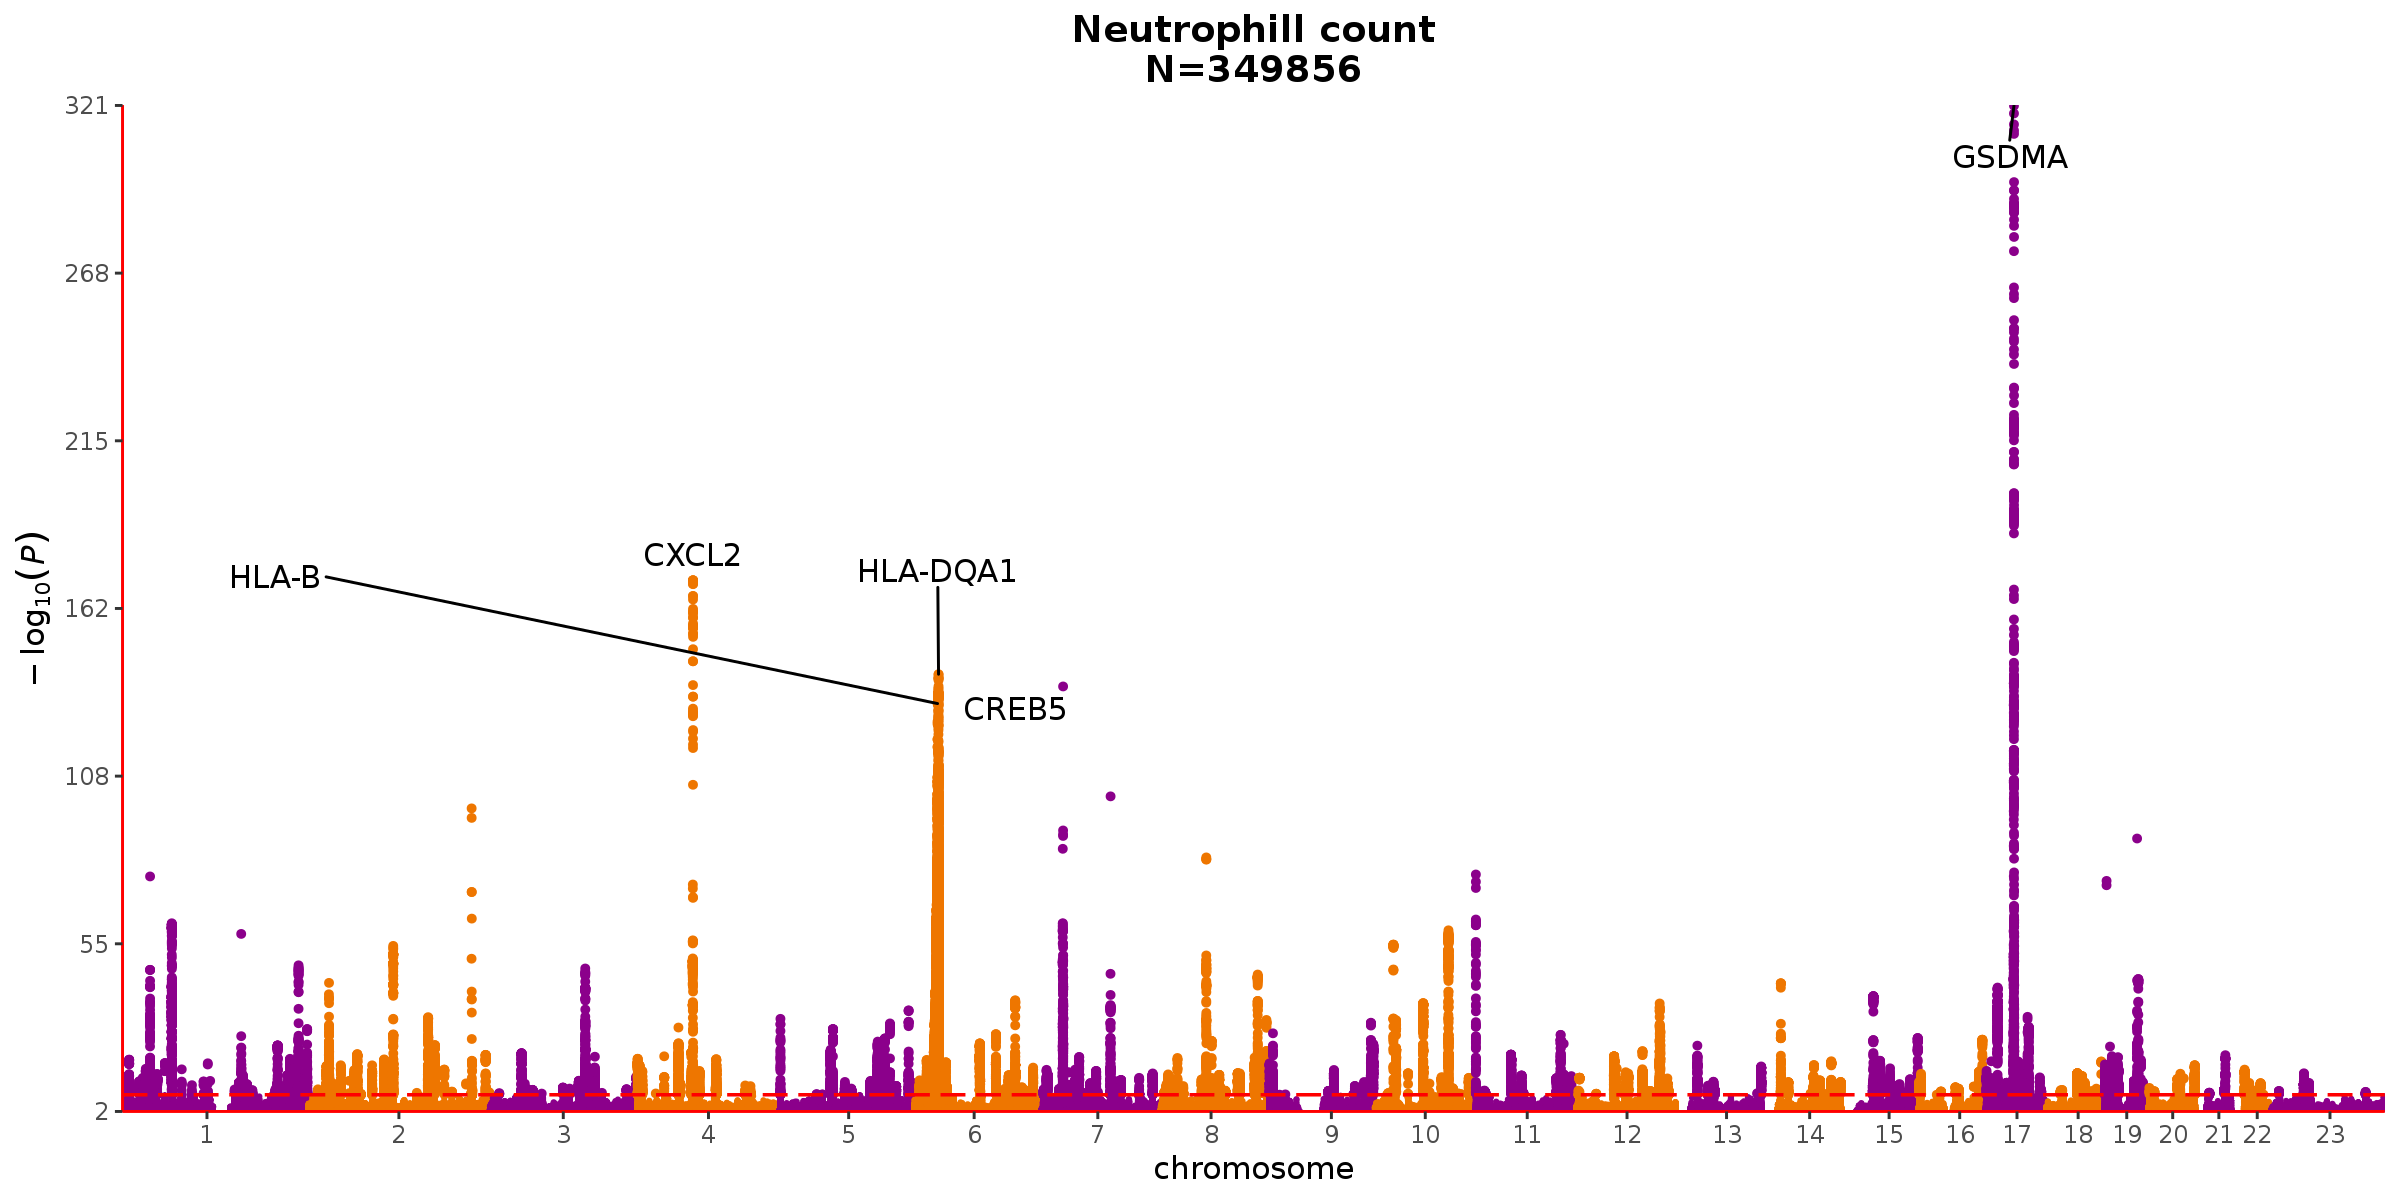 Neutrophill count
N=349856
321
GSDMA
268
215
CXCL2
HLA-DQA1
HLA-B
162
CREB5
108
55
2
−log10(P)
1 2 3 4 5 6 7 8 9 10 11 12 13 14 15 16 17 18 19 20 21 22 23
chromosome